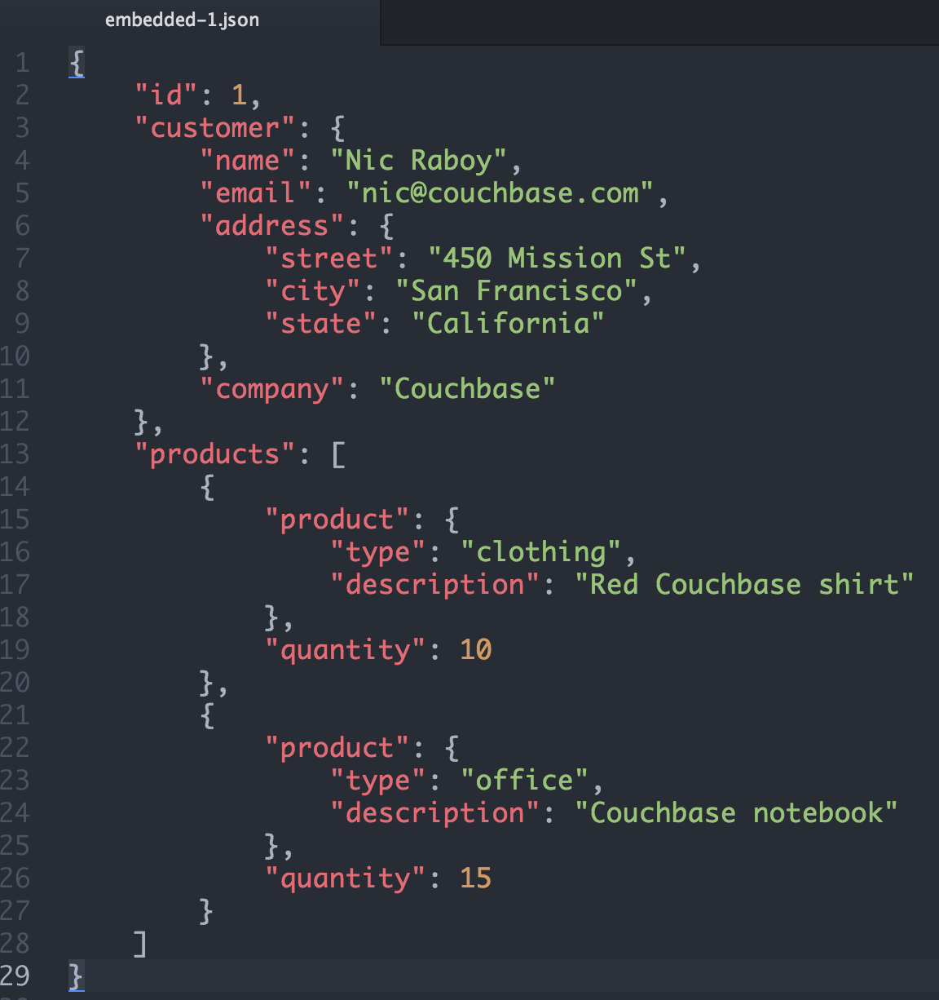 embedded-1.json
1 {
2     "id": 1,
3     "customer": {
4         "name": "Nic Raboy",
5         "email": "nic@couchbase.com",
6         "address": {
7             "street": "450 Mission St",
8             "city": "San Francisco",
9             "state": "California"
10         },
11         "company": "Couchbase"
12     },
13     "products": [
14         {
15             "product": {
16                 "type": "clothing",
17                 "description": "Red Couchbase shirt"
18             },
19             "quantity": 10
20         },
21         {
22             "product": {
23                 "type": "office",
24                 "description": "Couchbase notebook"
25             },
26             "quantity": 15
27         }
28     ]
29 }